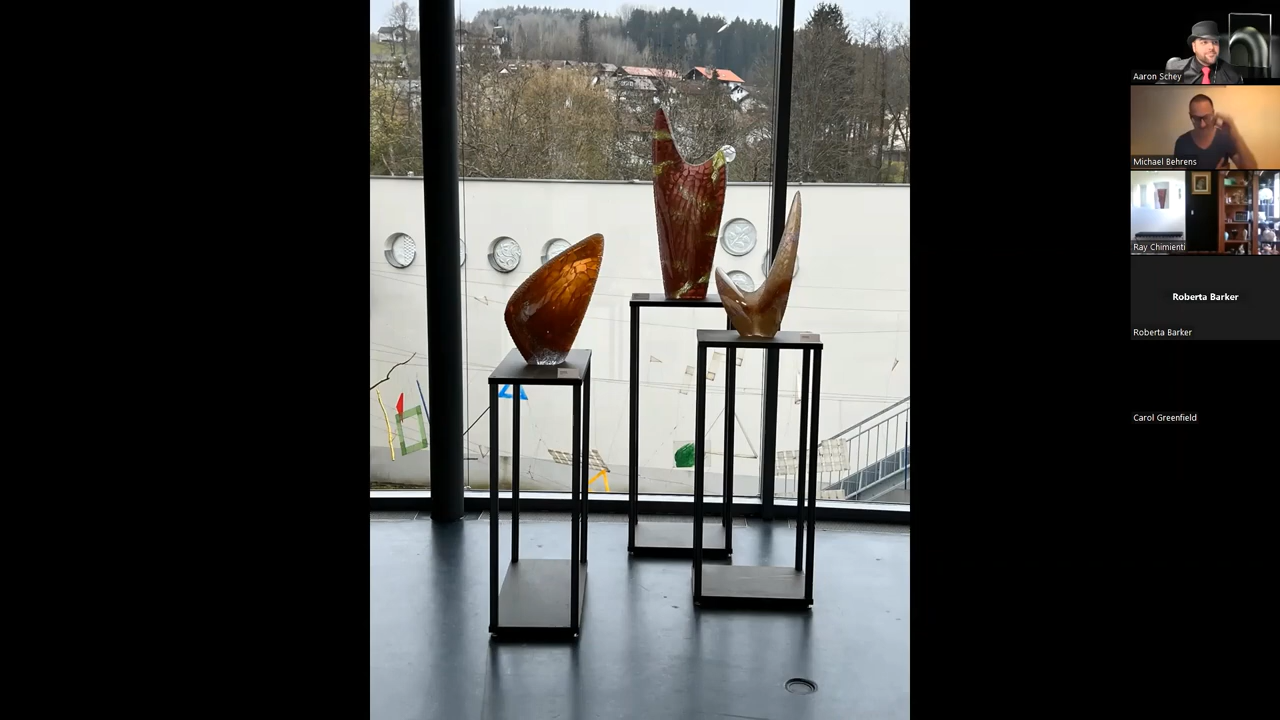 Aaron Schey
Michael Behrens
Ray Chimienti
Roberta Barker
Roberta Barker
Carol Greenfield